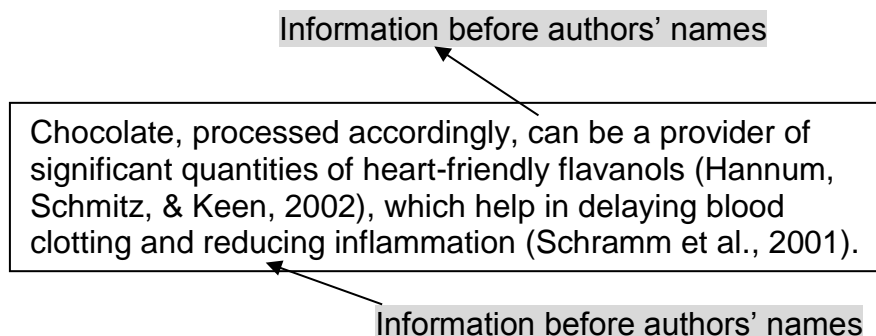 Information before authors’ names
Chocolate, processed accordingly, can be a provider of
significant quantities of heart-friendly flavanols (Hannum,
Schmitz, & Keen, 2002), which help in delaying blood
clotting and reducing inflammation (Schramm et al., 2001).
Information before authors’ names